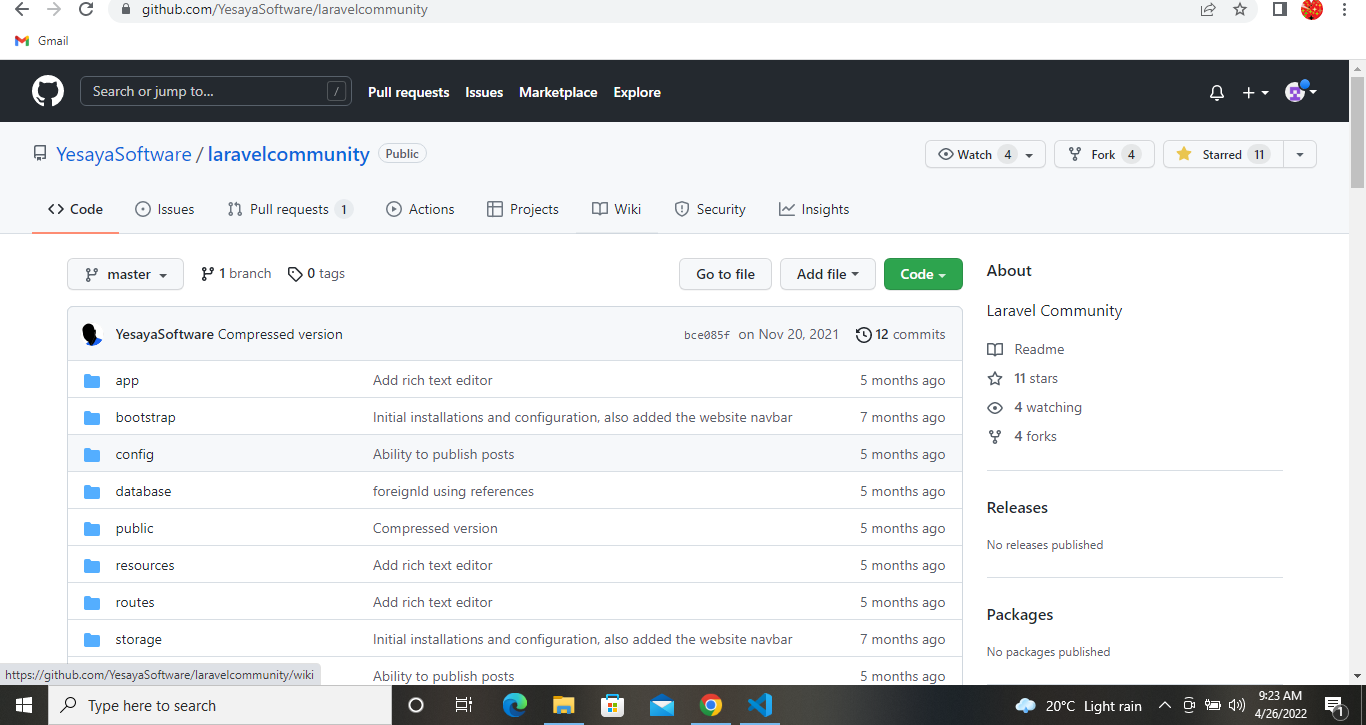 github.com/YesayaSoftware/laravelcommunity
Gmail
Search or jump to... /
Pull requests Issues Marketplace Explore
YesayaSoftware / laravelcommunity Public
Watch 4 Fork 4 Starred 11
Code Issues Pull requests 1 Actions Projects Wiki Security Insights
master 1 branch 0 tags Go to file Add file Code
YesayaSoftware Compressed version bce085f on Nov 20, 2021 12 commits
app Add rich text editor 5 months ago
bootstrap Initial installations and configuration, also added the website navbar 7 months ago
config Ability to publish posts 5 months ago
database foreignId using references 5 months ago
public Compressed version 5 months ago
resources Add rich text editor 5 months ago
routes Add rich text editor 5 months ago
storage Initial installations and configuration, also added the website navbar 7 months ago
Ability to publish posts 5 months ago
About
Laravel Community
Readme
11 stars
4 watching
4 forks
Releases
No releases published
Packages
No packages published
https://github.com/YesayaSoftware/laravelcommunity/wiki
Type here to search
20°C Light rain
9:23 AM
4/26/2022
1